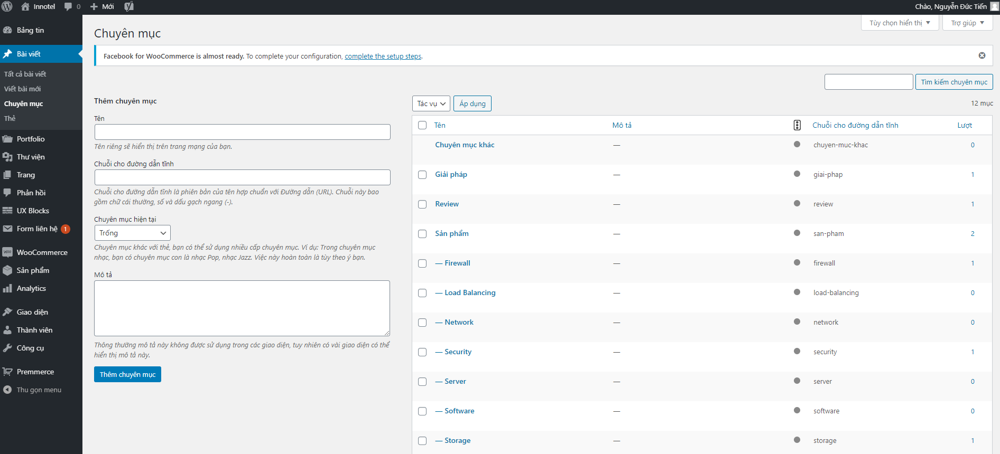 Innotel
0
Mới
Chào, Nguyễn Đức Tiến
Bảng tin
Bài viết
Tất cả bài viết
Viết bài mới
Chuyên mục
Thẻ
Portfolio
Thư viện
Trang
Phản hồi
UX Blocks
Form liên hệ 1
WooCommerce
Sản phẩm
Analytics
Giao diện
Thành viên
Công cụ
Premmerce
Thu gọn menu
Tùy chọn hiển thị
Trợ giúp
Chuyên mục
Facebook for WooCommerce is almost ready. To complete your configuration, complete the setup steps.
Tìm kiếm chuyên mục
Thêm chuyên mục
Tên
Tên riêng sẽ hiển thị trên trang mạng của bạn.
Chuỗi cho đường dẫn tĩnh
Chuỗi cho đường dẫn tĩnh là phiên bản của tên hợp chuẩn với Đường dẫn (URL). Chuỗi này bao
gồm chữ cái thường, số và dấu gạch ngang (-).
Chuyên mục hiện tại
Trống
Chuyên mục khác với thẻ, bạn có thể sử dụng nhiều cấp chuyên mục. Ví dụ: Trong chuyên mục
nhạc, bạn có chuyên mục con là nhạc Pop, nhạc Jazz. Việc này hoàn toàn là tùy theo ý bạn.
Mô tả
Thông thường mô tả này không được sử dụng trong các giao diện, tuy nhiên có vài giao diện có thể
hiển thị mô tả này.
Thêm chuyên mục
Tác vụ
Áp dụng
12 mục
Tên Mô tả Chuỗi cho đường dẫn tĩnh Lượt
Chuyên mục khác — chuyen-muc-khac 0
Giải pháp — giai-phap 1
Review — review 1
Sản phẩm — san-pham 2
— Firewall — firewall 1
— Load Balancing — load-balancing 0
— Network — network 0
— Security — security 1
— Server — server 0
— Software — software 0
— Storage — storage 1